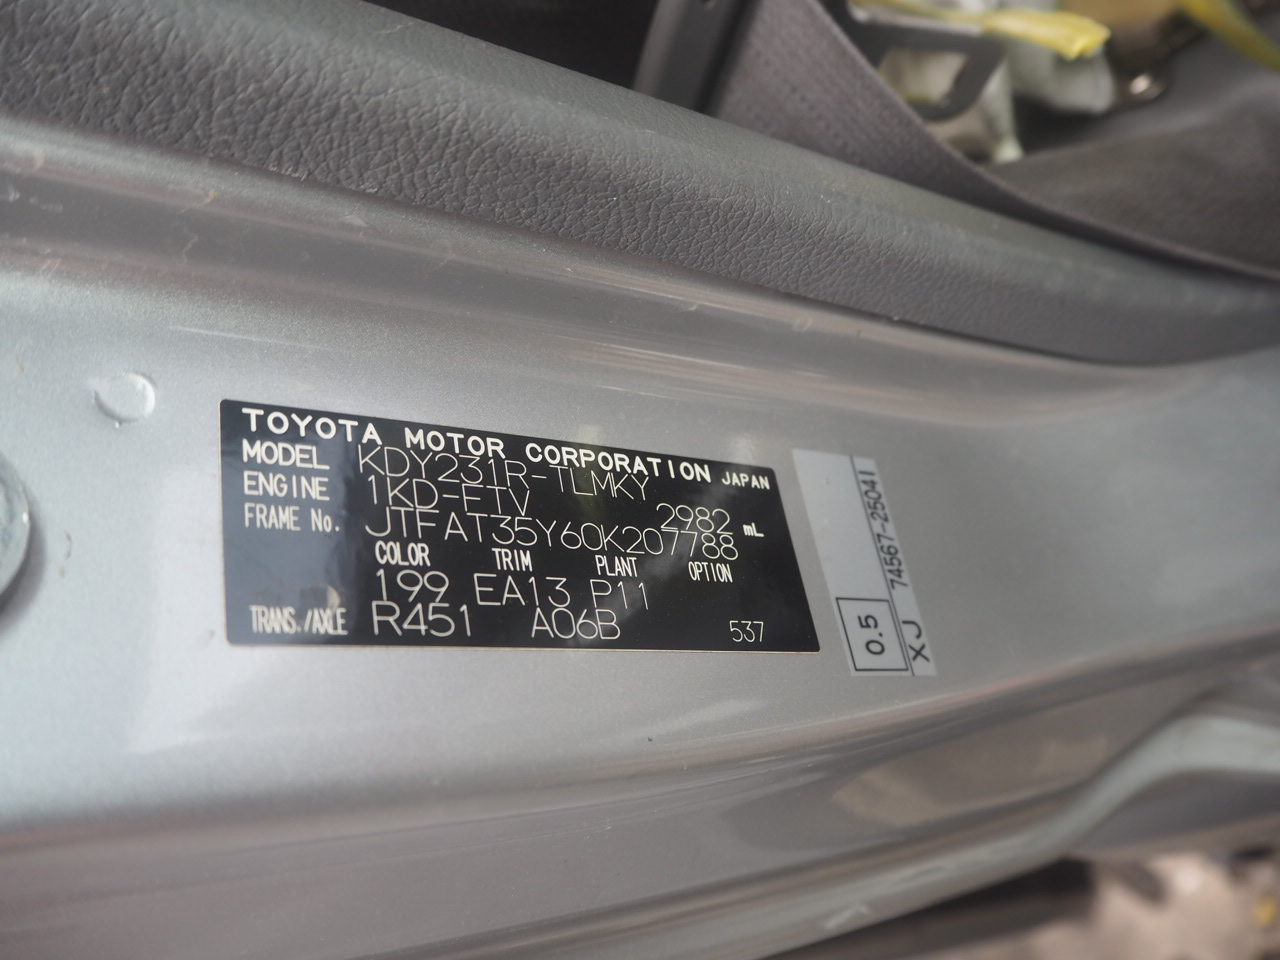 TOYOTA MOTOR CORPORATION JAPAN
MODEL KDY231R-TLMKY
ENGINE 1KD-FTV 2982 mL
FRAME No. JTFAT35Y60K207788
COLOR TRIM PLANT OPTION
199 EA13 P11
TRANS./AXLE R451 A06B 537
74567-25041
0.5 XJ